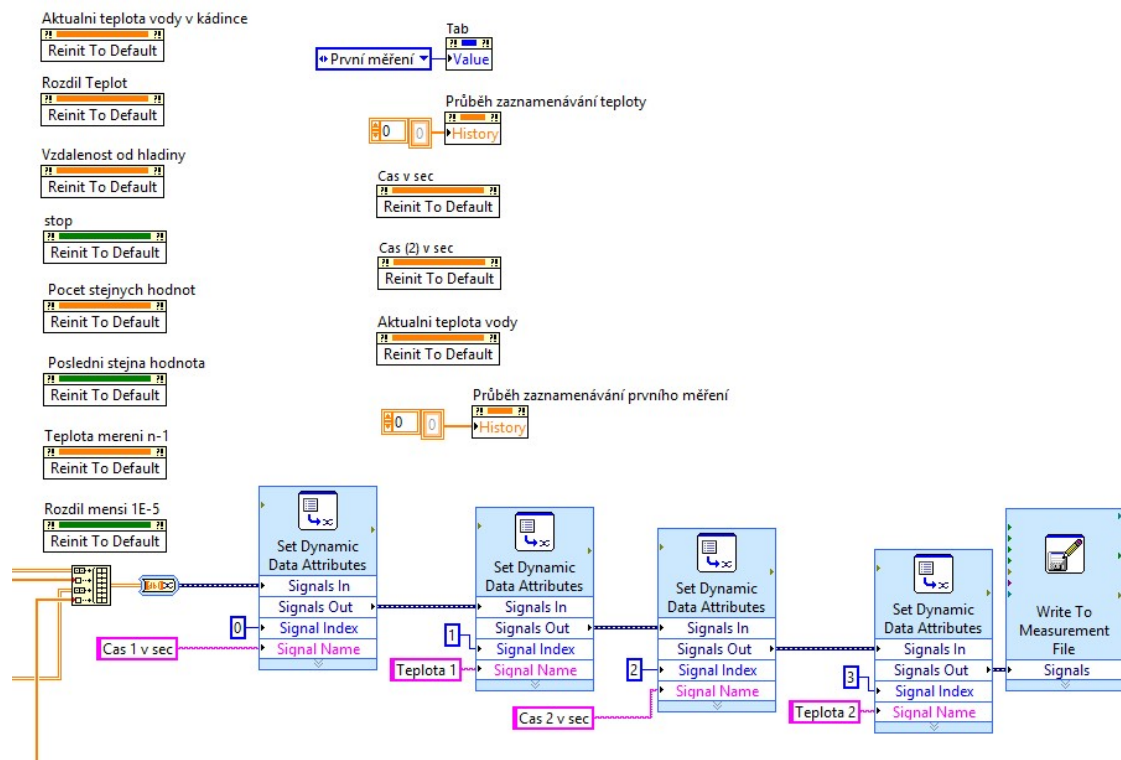 Aktualni teplota vody v kádince
Reinit To Default
Rozdil Teplot
Reinit To Default
Vzdalenost od hladiny
Reinit To Default
stop
Reinit To Default
Pocet stejnych hodnot
Reinit To Default
Posledni stejna hodnota
Reinit To Default
Teplota mereni n-1
Reinit To Default
Rozdil mensi 1E-5
Reinit To Default
Tab
První měření
Value
Průběh zaznamenávání teploty
0
0
History
Cas v sec
Reinit To Default
Cas (2) v sec
Reinit To Default
Aktualni teplota vody
Reinit To Default
Průběh zaznamenávání prvního měření
0
0
History
Set Dynamic
Data Attributes
Signals In
Signals Out
0
Signal Index
Cas 1 v sec
Signal Name
Set Dynamic
Data Attributes
Signals In
Signals Out
1
Signal Index
Teplota 1
Signal Name
Set Dynamic
Data Attributes
Signals In
Signals Out
2
Signal Index
Cas 2 v sec
Signal Name
Set Dynamic
Data Attributes
Signals In
Signals Out
3
Signal Index
Teplota 2
Signal Name
Write To
Measurement
File
Signals